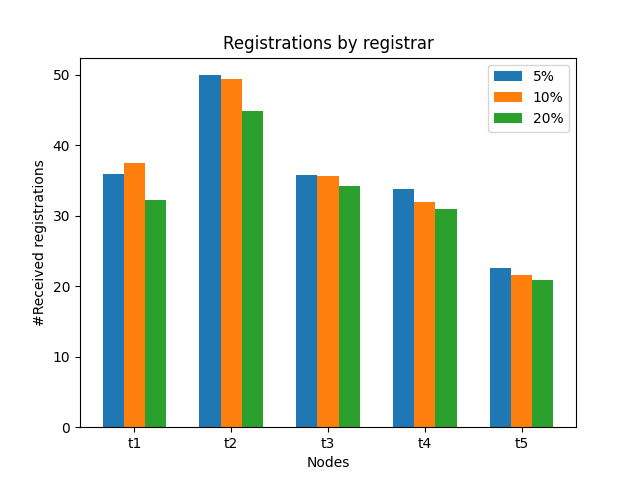 Registrations by registrar
50
40
30
20
10
0
#Received registrations
5%
10%
20%
t1 t2 t3 t4 t5
Nodes